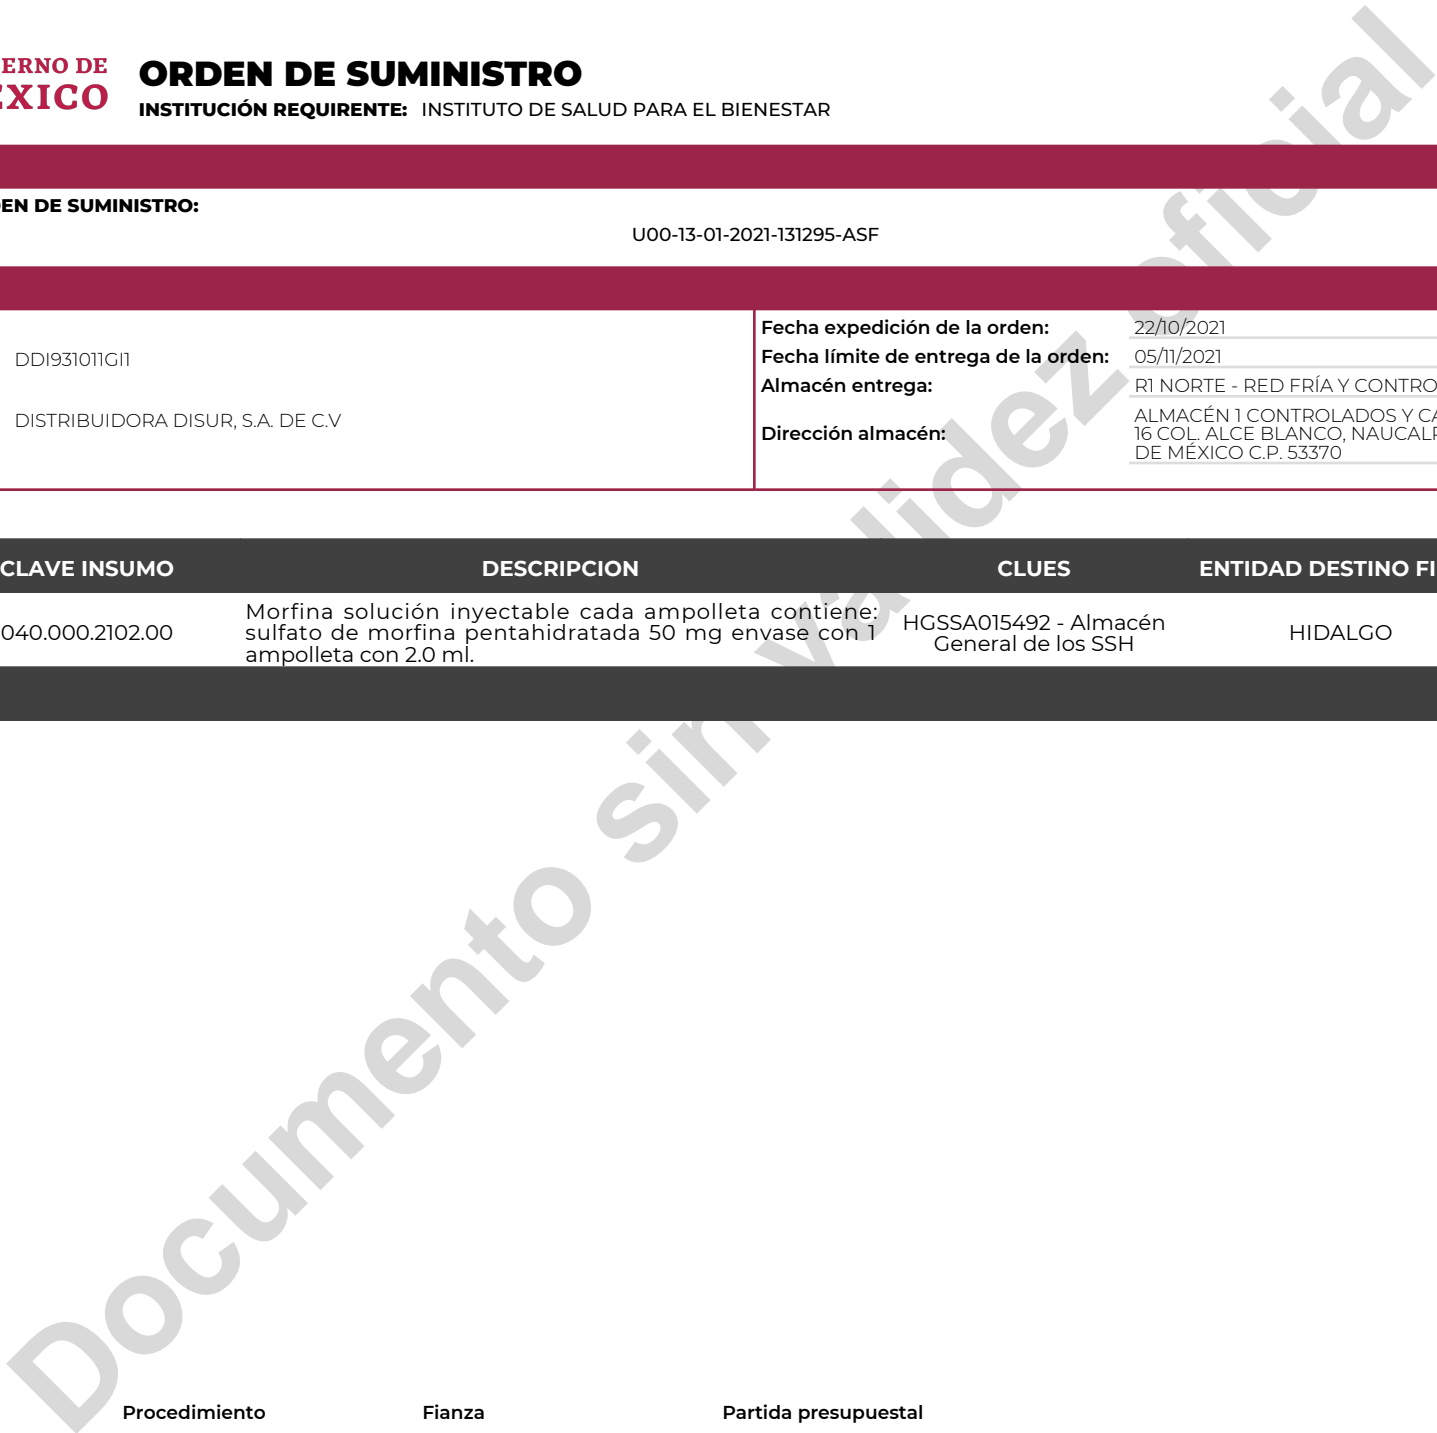 ERNO DE
ÉXICO
ORDEN DE SUMINISTRO
INSTITUCIÓN REQUIRENTE: INSTITUTO DE SALUD PARA EL BIENESTAR
EN DE SUMINISTRO:
U00-13-01-2021-131295-ASF
DDI931011GI1
DISTRIBUIDORA DISUR, S.A. DE C.V
Fecha expedición de la orden: 22/10/2021
Fecha límite de entrega de la orden: 05/11/2021
Almacén entrega: R1 NORTE - RED FRÍA Y CONTRO
Dirección almacén: ALMACÉN 1 CONTROLADOS Y CA
16 COL. ALCE BLANCO, NAUCALP
DE MÉXICO C.P. 53370
CLAVE INSUMO DESCRIPCION CLUES ENTIDAD DESTINO FI
040.000.2102.00
Morfina solución inyectable cada ampolleta contiene:
sulfato de morfina pentahidratada 50 mg envase con 1
ampolleta con 2.0 ml.
HGSSA015492 - Almacén
General de los SSH
HIDALGO
Documento sin validez oficial
Procedimiento Fianza Partida presupuestal